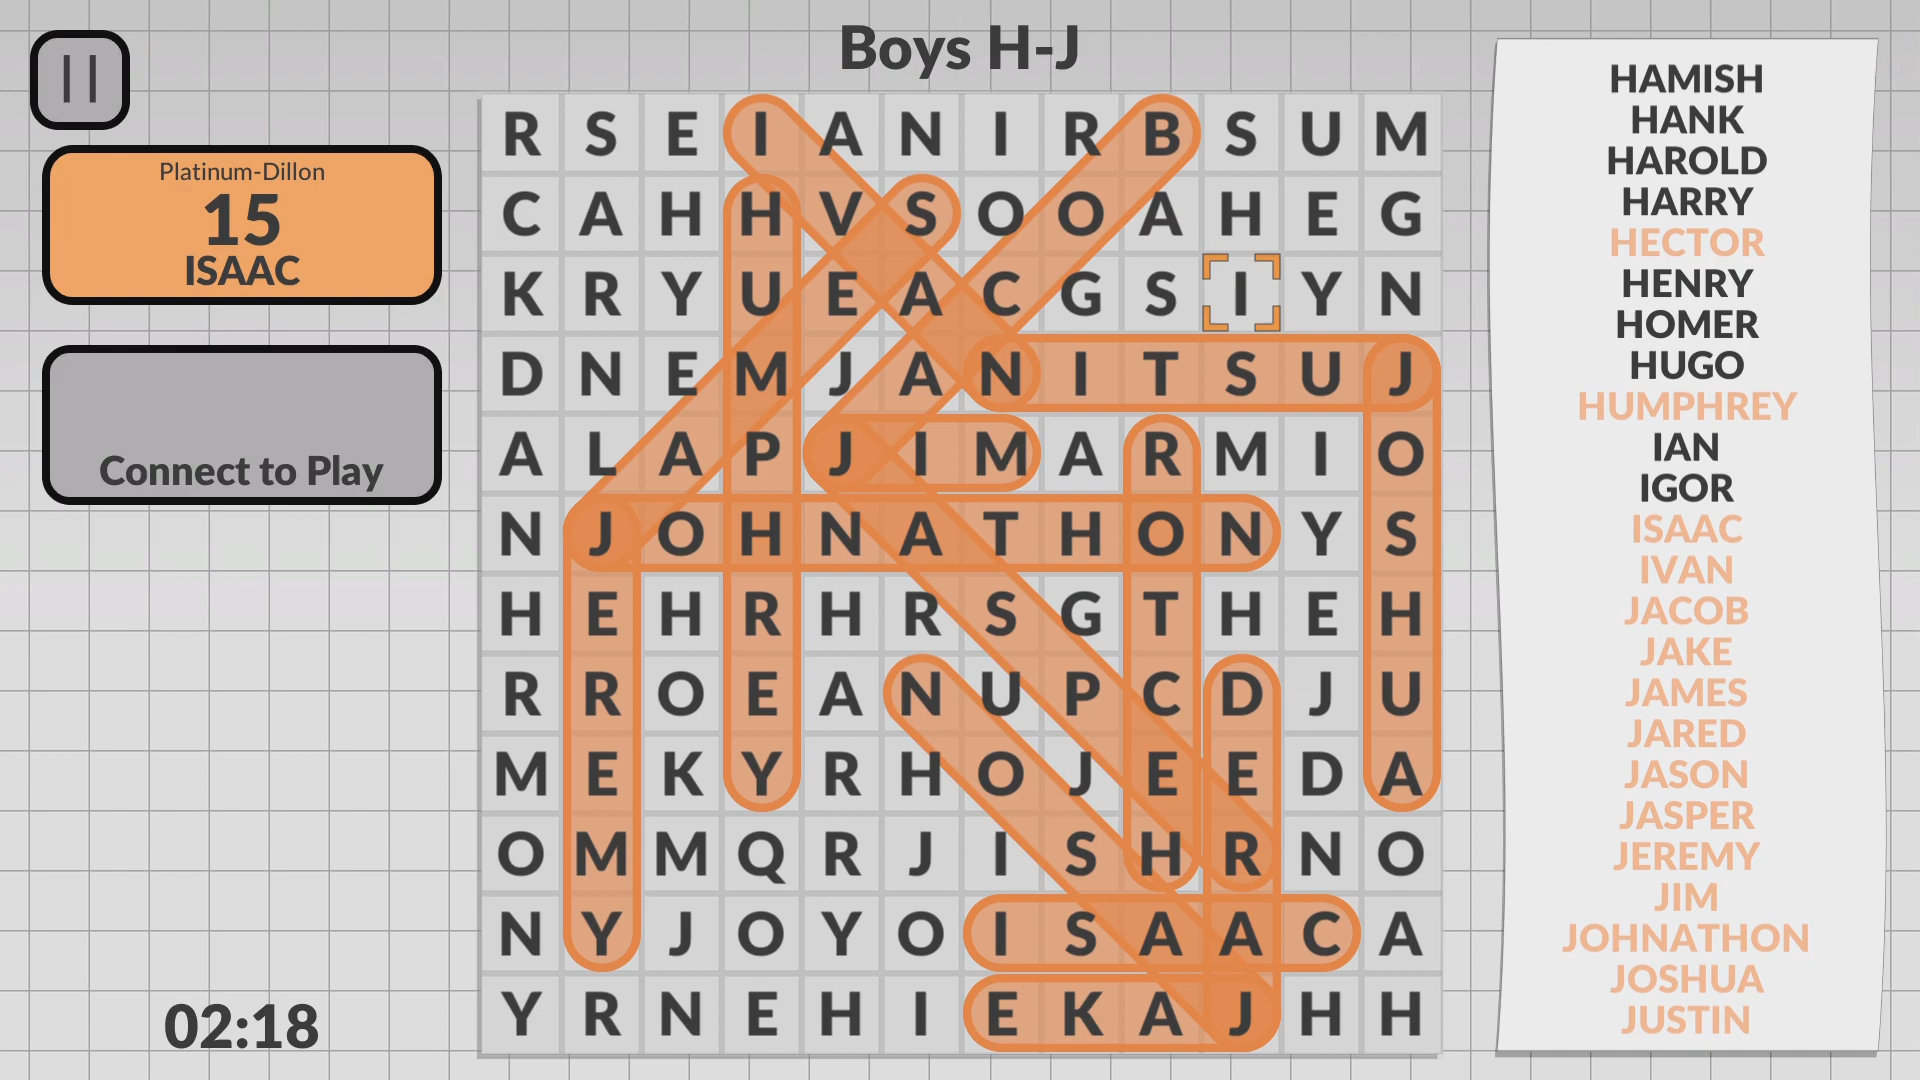 Boys H-J
Platinum-Dillon
15
ISAAC
Connect to Play
02:18
R S E I A N I R B S U M
C A H H V S O O A H E G
K R Y U E A C G S I Y N
D N E M J A N I T S U J
A L A P J I M A R M I O
N J O H N A T H O N Y S
H E H R H R S G T H E H
R R O E A N U P C D J U
M E K Y R H O J E E D A
O M M Q R J I S H R N O
N Y J O Y O I S A A C A
Y R N E H I E K A J H H
HAMISH
HANK
HAROLD
HARRY
HECTOR
HENRY
HOMER
HUGO
HUMPHREY
IAN
IGOR
ISAAC
IVAN
JACOB
JAKE
JAMES
JARED
JASON
JASPER
JEREMY
JIM
JOHNATHON
JOSHUA
JUSTIN